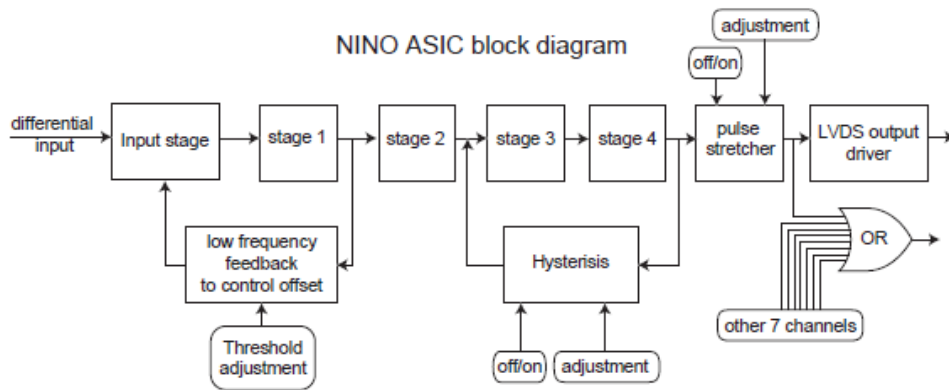 NINO ASIC block diagram
adjustment
off/on
differential
input
Input stage
stage 1
stage 2
stage 3
stage 4
pulse
stretcher
LVDS output
driver
low frequency
feedback
to control offset
Hysterisis
OR
Threshold
adjustment
off/on
adjustment
other 7 channels